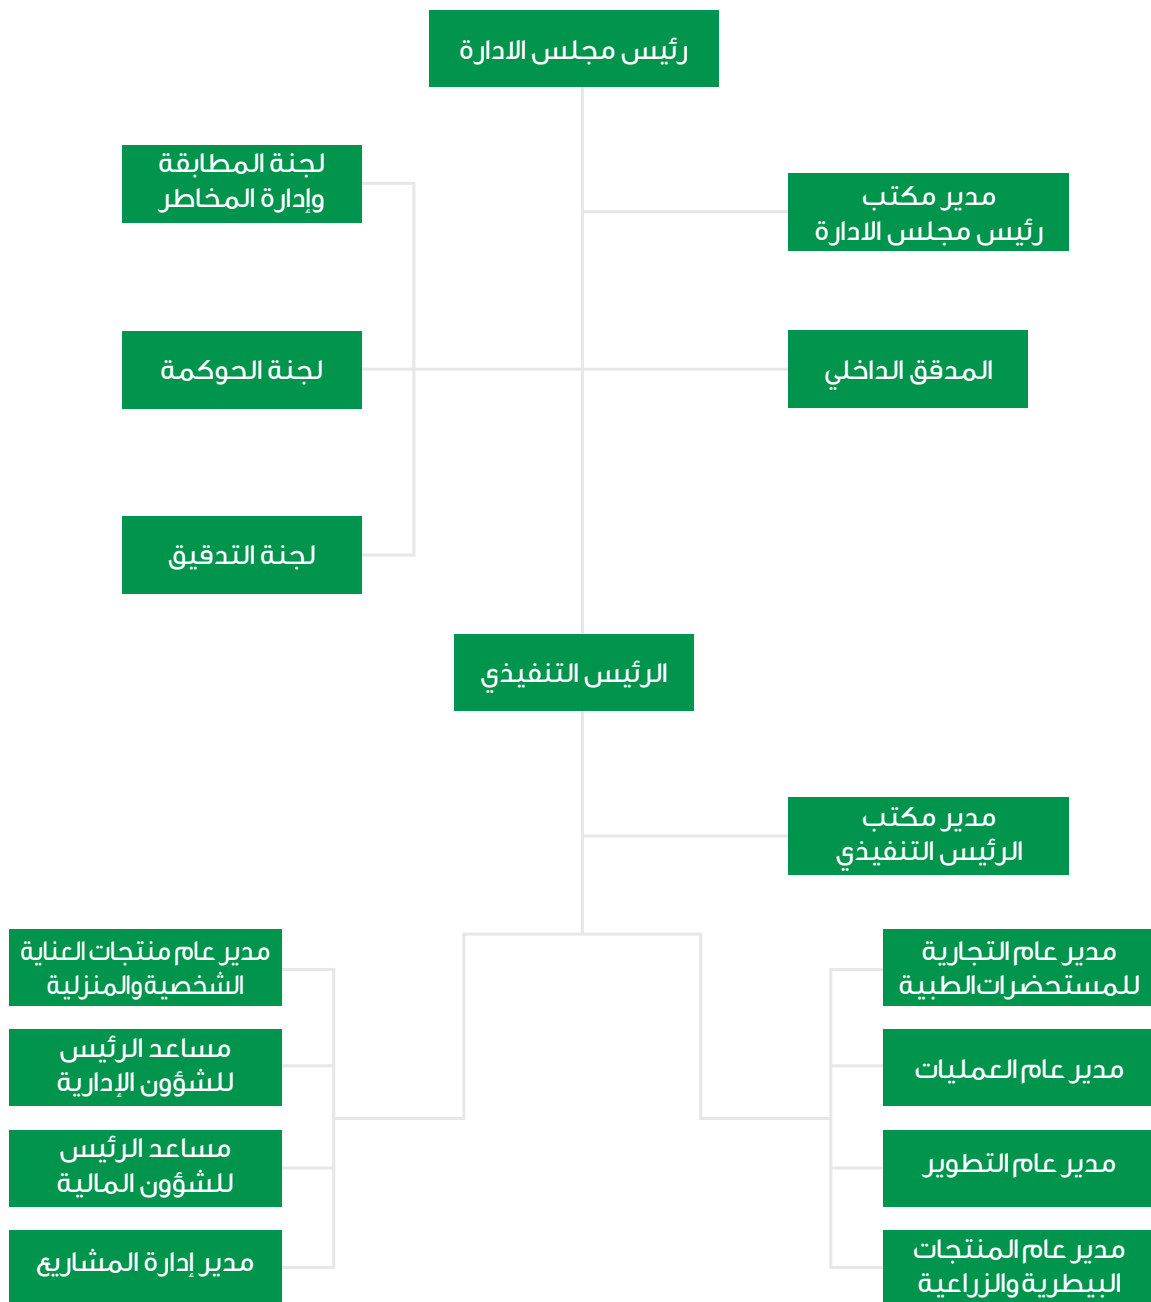 رئيس مجلس الادارة
لجنة المطابقة
وإدارة المخاطر
مدير مكتب
رئيس مجلس الادارة
لجنة الحوكمة
المدقق الداخلي
لجنة التدقيق
الرئيس التنفيذي
مدير مكتب
الرئيس التنفيذي
مدير عام التجارية
للمستحضرات الطبية
مدير عام العمليات
مدير عام التطوير
مدير عام المنتجات
البيطرية والزراعية
مدير عام منتجات العناية
الشخصية والمنزلية
مساعد الرئيس
للشؤون الإدارية
مساعد الرئيس
للشؤون المالية
مدير إدارة المشاريع